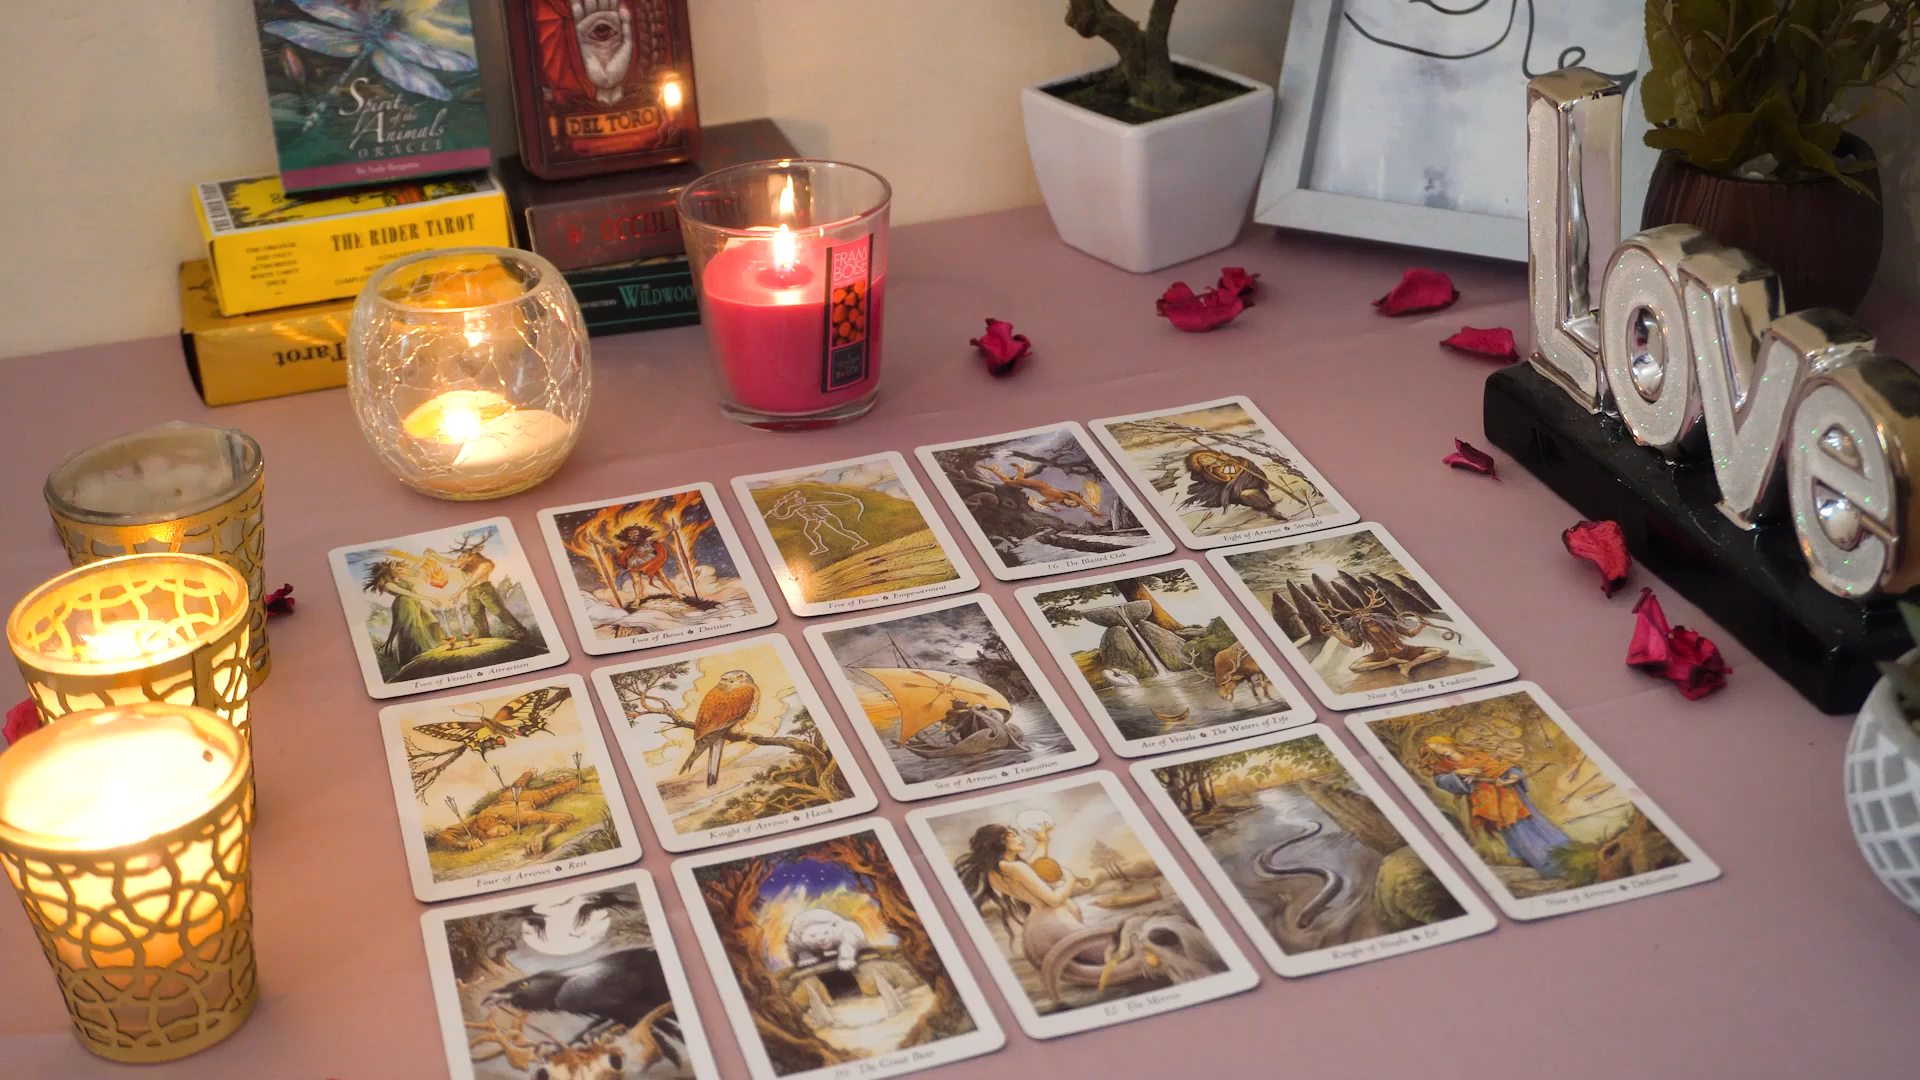 Spirit
of the
Animals
ORACLE
DEL TORO
THE RIDER TAROT
OCCULT
WILDWOO
Tarot
FRAM
BOISE
Love
Two of Vessels Attraction
Two of Bows Decision
Five of Bows Empowerment
16 The Blasted Oak
Eight of Arrows Struggle
Four of Arrows Rest
Knight of Arrows Hawk
Six of Arrows Transition
Ace of Vessels The Waters of Life
Nine of Stones Tradition
The Great Bear
The Mirror
Knight of Vessels Eel
Nine of Arrows Dedication